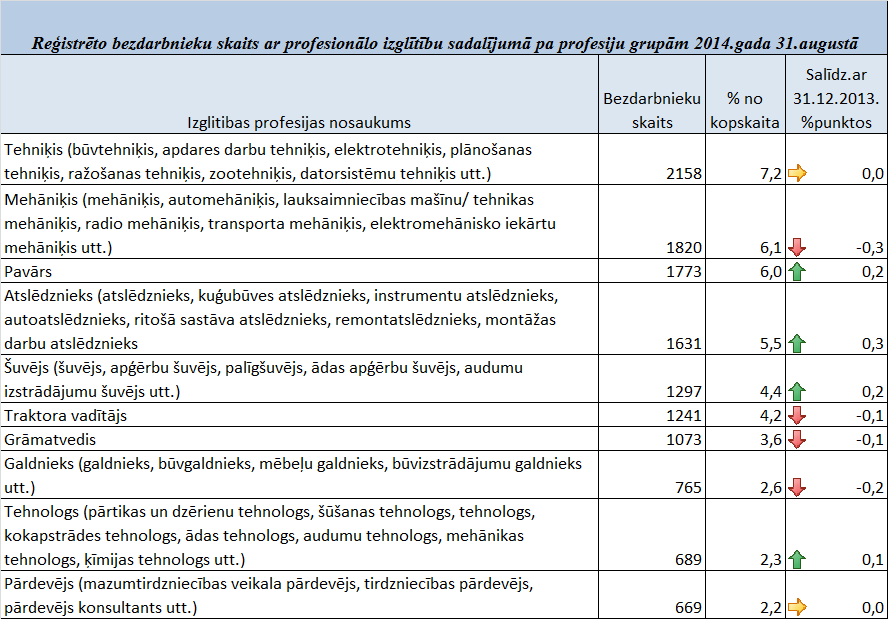 Reģistrēto bezdarbnieku skaits ar profesionālo izglītību sadalījumā pa profesiju grupām 2014.gada 31.augustā
Izglītibas profesijas nosaukums
Bezdarbnieku
skaits
% no
kopskaita
Salīdz.ar
31.12.2013.
%punktos
Tehniķis (būvtehniķis, apdares darbu tehniķis, elektrotehniķis, plānošanas
tehniķis, ražošanas tehniķis, zootehniķis, datorsistēmu tehniķis utt.) 2158 7,2 0,0
Mehāniķis (mehāniķis, automehāniķis, lauksaimniecības mašīnu/ tehnikas
mehāniķis, radio mehāniķis, transporta mehāniķis, elektromehānisko iekārtu
mehāniķis utt.) 1820 6,1 -0,3
Pavārs 1773 6,0 0,2
Atslēdznieks (atslēdznieks, kuģubūves atslēdznieks, instrumentu atslēdznieks,
autoatslēdznieks, ritošā sastāva atslēdznieks, remontatslēdznieks, montāžas
darbu atslēdznieks 1631 5,5 0,3
Šuvējs (šuvējs, apģērbu šuvējs, palīgšuvējs, ādas apģērbu šuvējs, audumu
izstrādājumu šuvējs utt.) 1297 4,4 0,2
Traktora vadītājs 1241 4,2 -0,1
Grāmatvedis 1073 3,6 -0,1
Galdnieks (galdnieks, būvgaldnieks, mēbeļu galdnieks, būvizstrādājumu galdnieks
utt.) 765 2,6 -0,2
Tehnologs (pārtikas un dzērienu tehnologs, šūšanas tehnologs, tehnologs,
kokapstrādes tehnologs, ādas tehnologs, audumu tehnologs, mehānikas
tehnologs, ķīmijas tehnologs utt.) 689 2,3 0,1
Pārdevējs (mazumtirdzniecības veikala pārdevējs, tirdzniecības pārdevējs,
pārdevējs konsultants utt.) 669 2,2 0,0